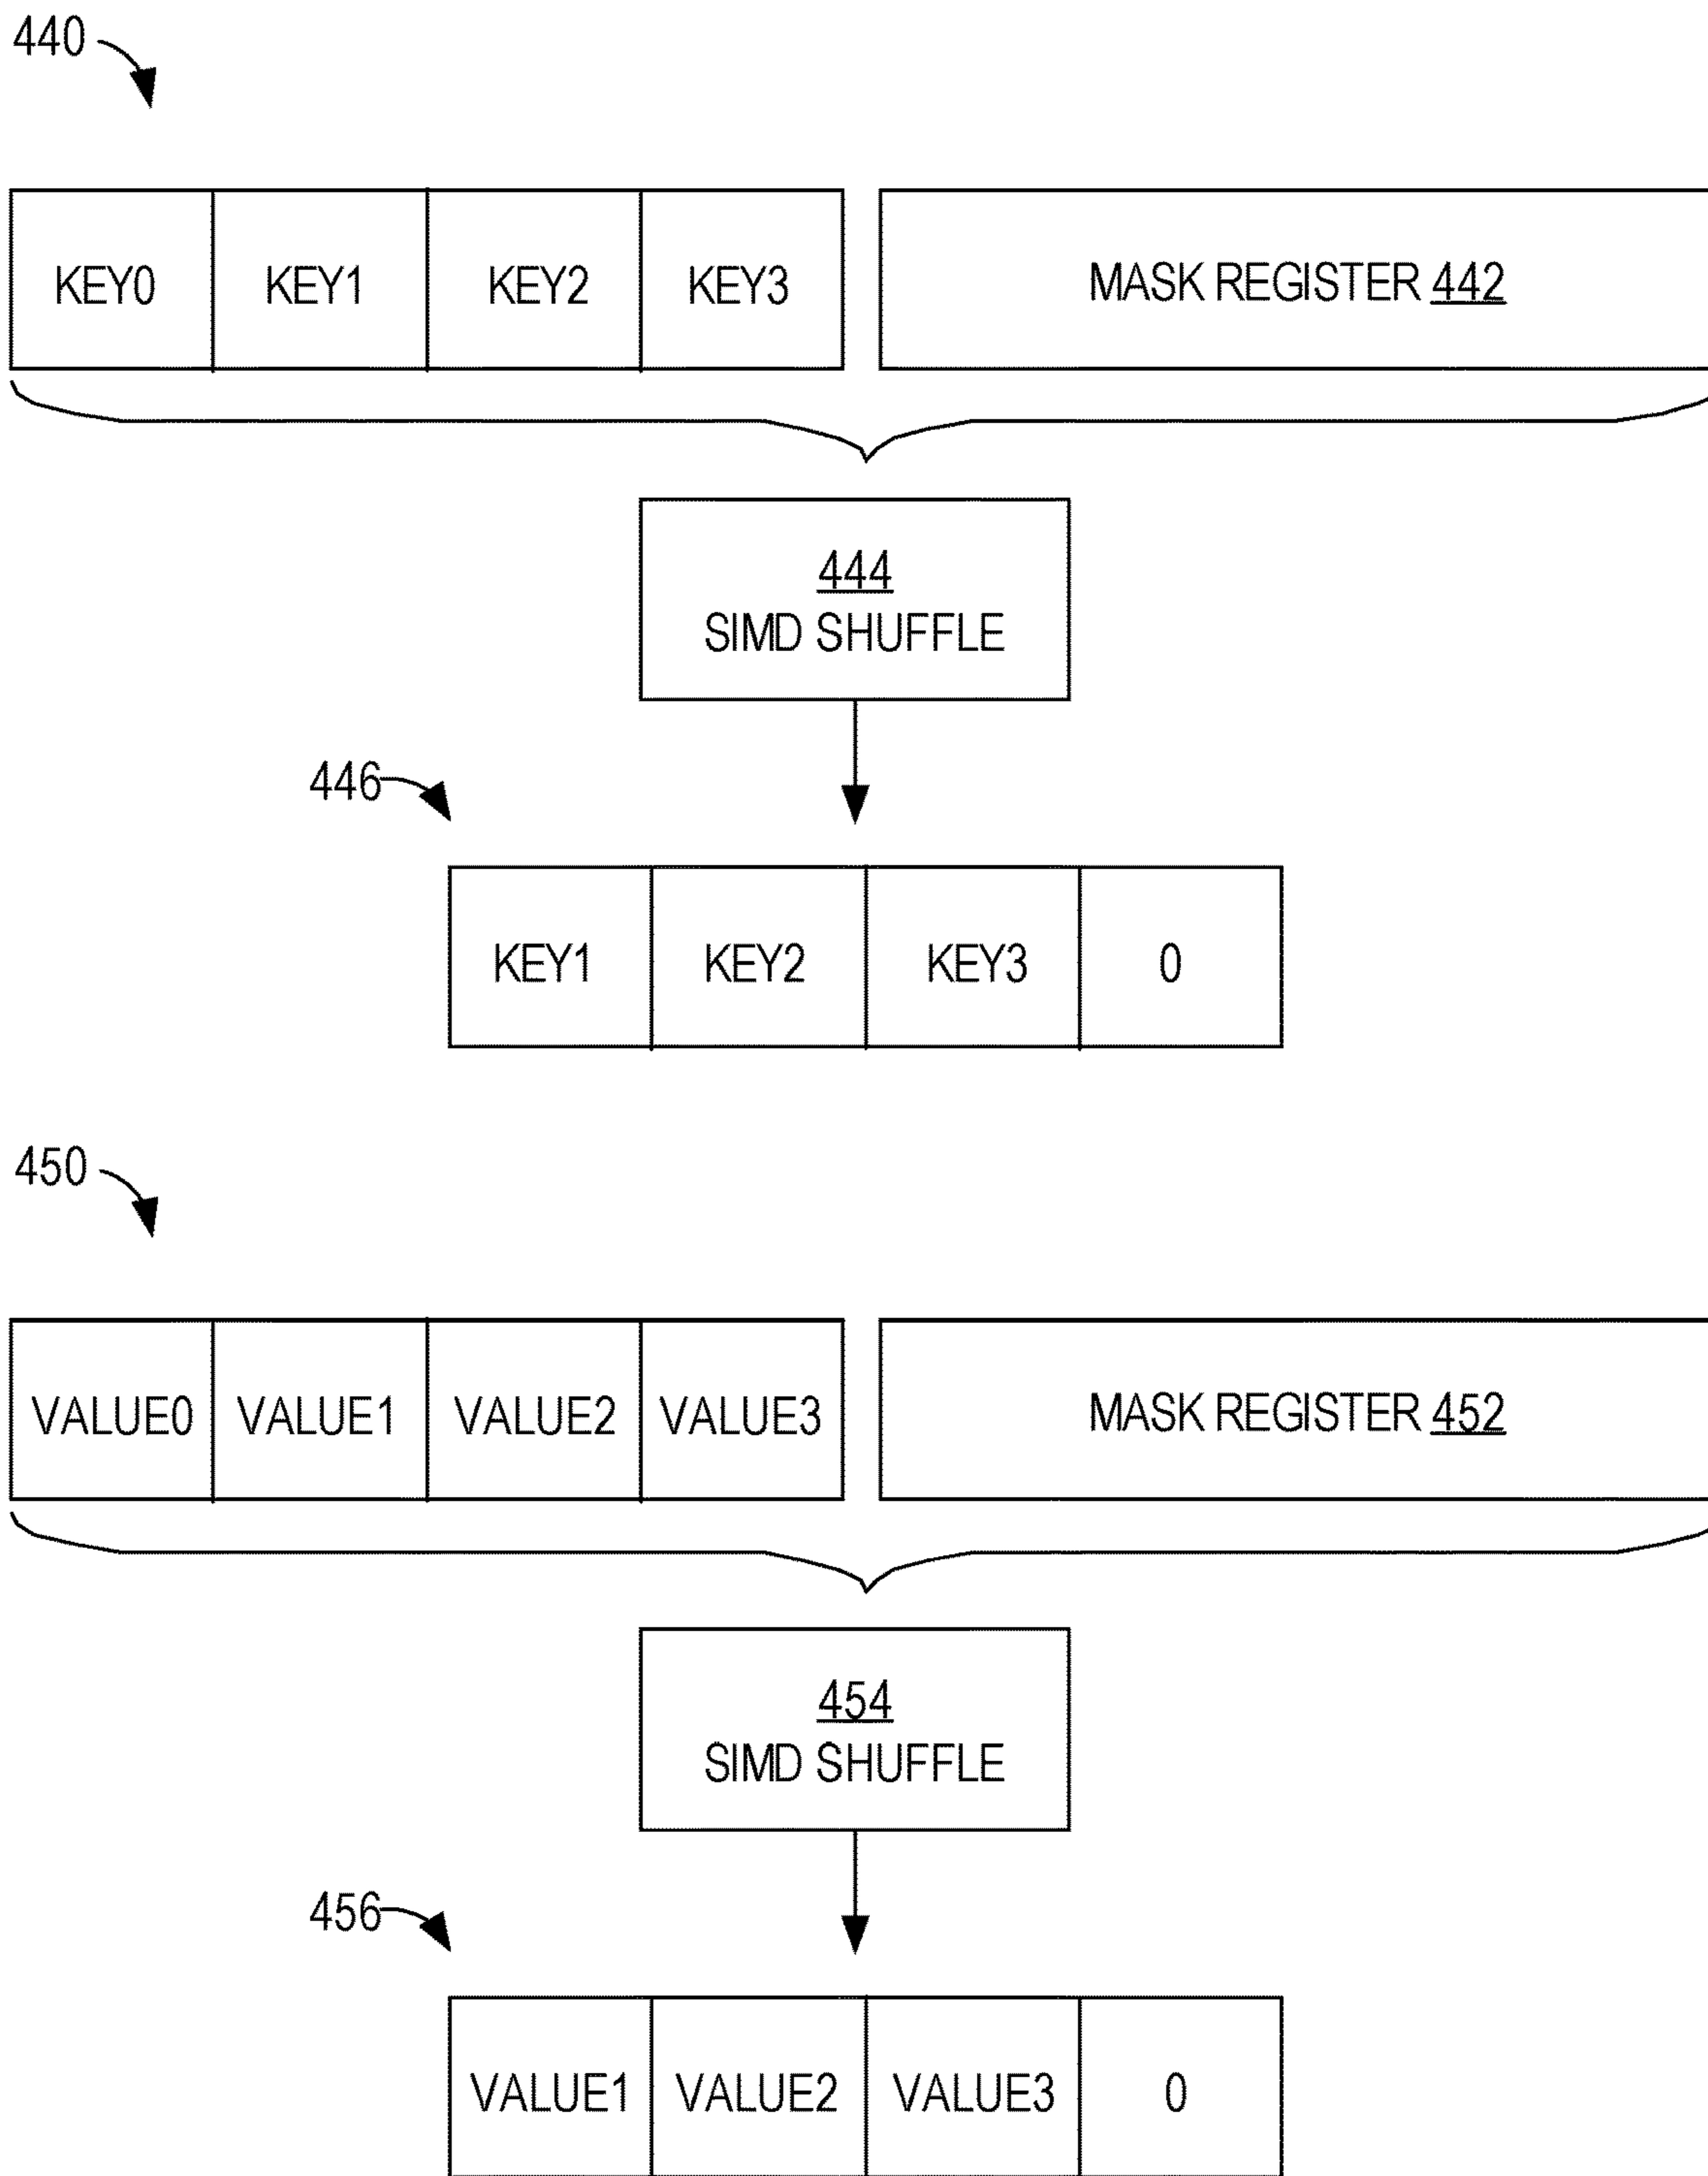 440
KEY0 KEY1 KEY2 KEY3 MASK REGISTER 442
444
SIMD SHUFFLE
446
KEY1 KEY2 KEY3 0
450
VALUE0 VALUE1 VALUE2 VALUE3 MASK REGISTER 452
454
SIMD SHUFFLE
456
VALUE1 VALUE2 VALUE3 0